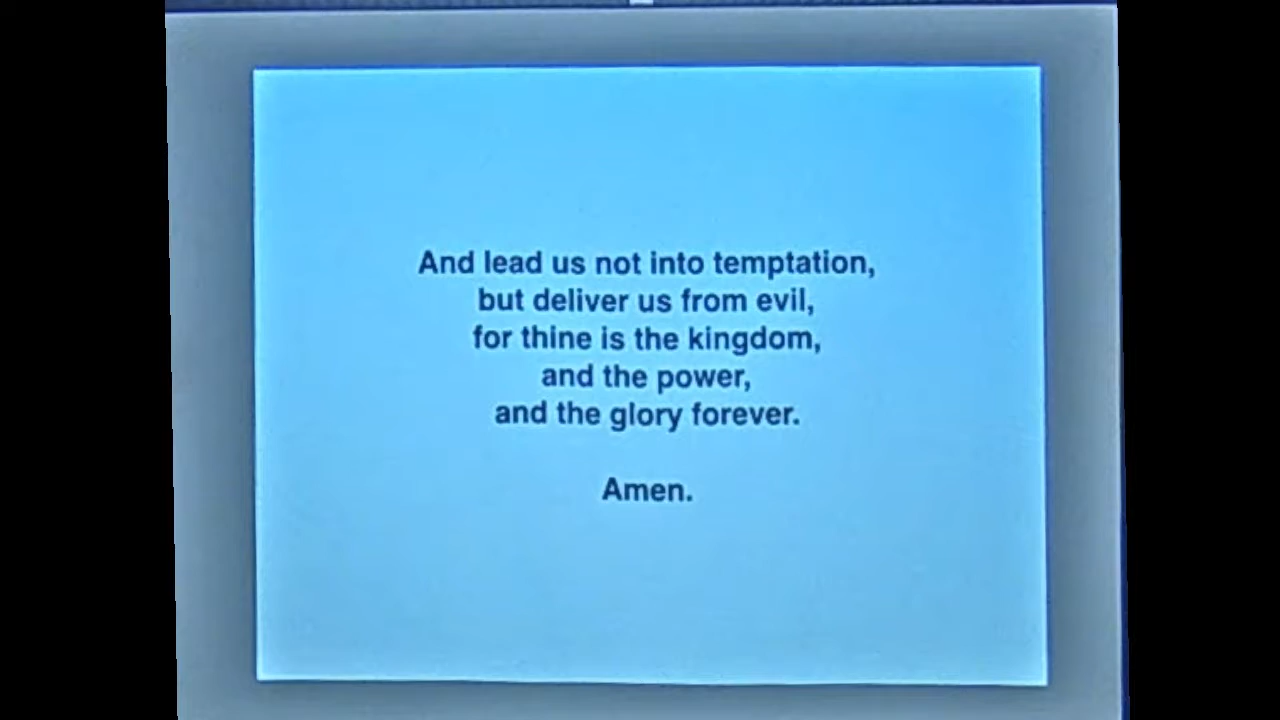 And lead us not into temptation,
but deliver us from evil,
for thine is the kingdom,
and the power,
and the glory forever.
Amen.